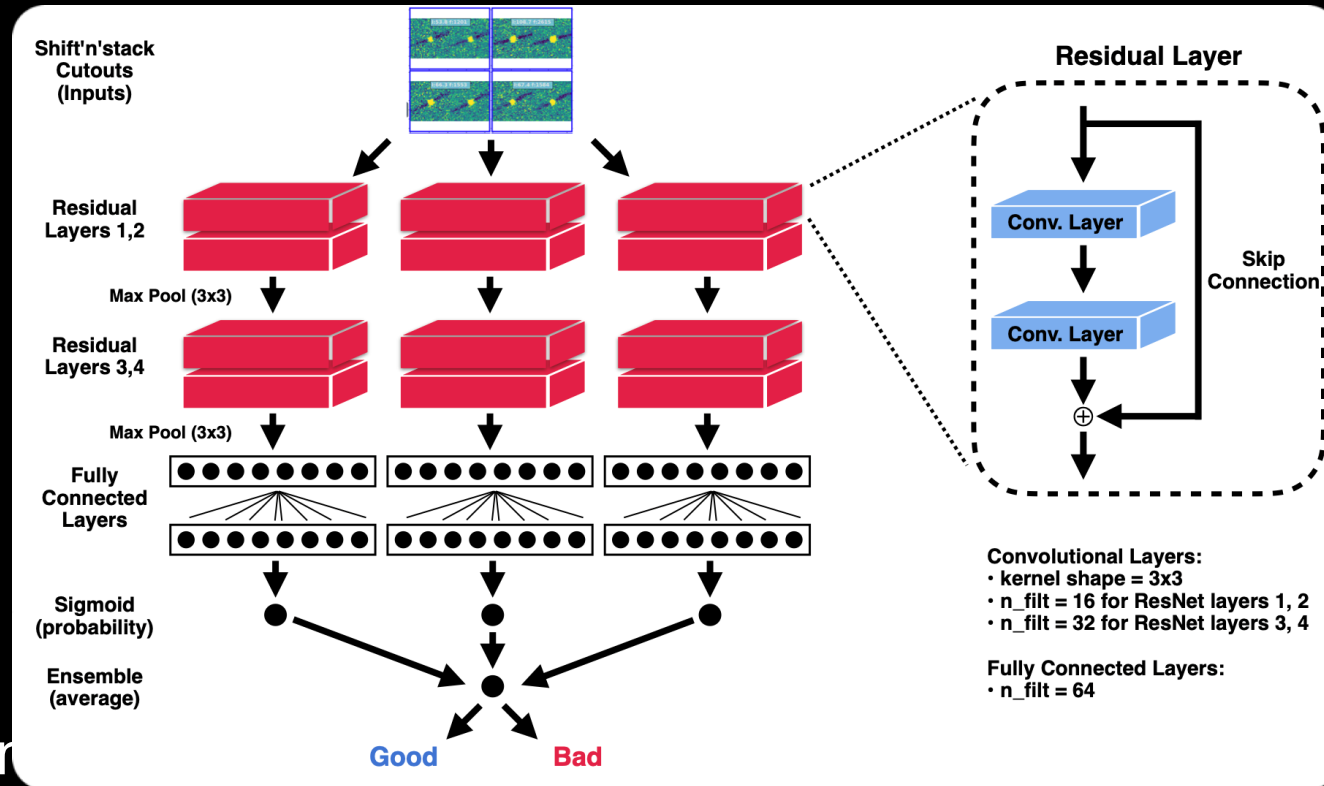 Shift'n'stack
Cutouts
(Inputs)
Residual
Layers 1,2
Max Pool (3x3)
Residual
Layers 3,4
Max Pool (3x3)
Fully
Connected
Layers
Sigmoid
(probability)
Ensemble
(average)
Good
Bad
Residual Layer
Conv. Layer
Conv. Layer
Skip
Connection
Convolutional Layers:
• kernel shape = 3x3
• n_filt = 16 for ResNet layers 1, 2
• n_filt = 32 for ResNet layers 3, 4
Fully Connected Layers:
• n_filt = 64